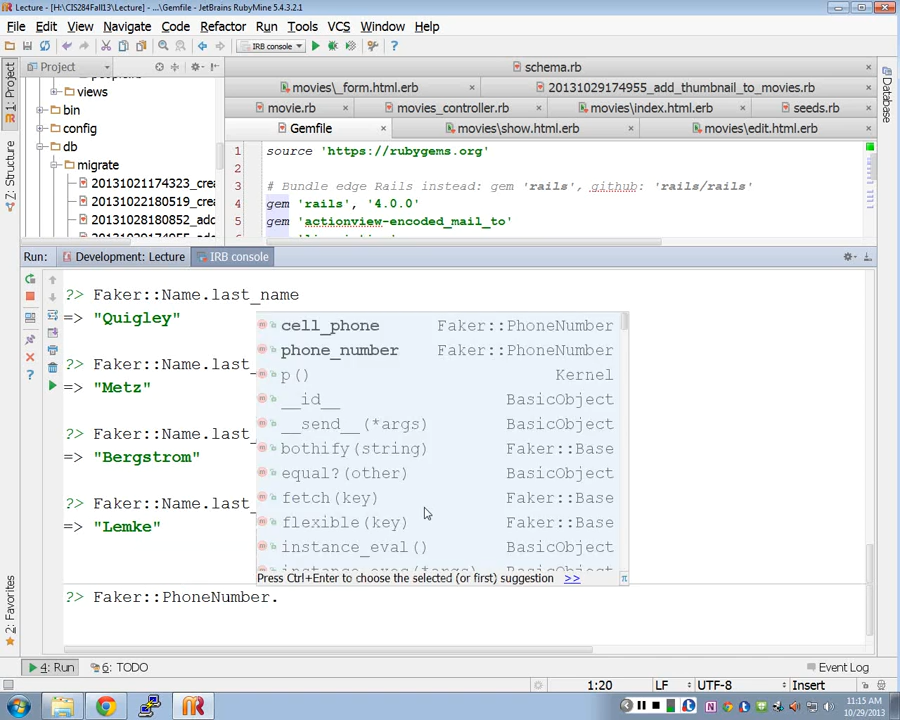 Lecture - [H:\CIS284Fall13\Lecture] - ...\Gemfile - JetBrains RubyMine 5.4.3.2.1
File Edit View Navigate Code Refactor Run Tools VCS Window Help
IRB console
1: Project
Structure
2: Favorites
Database
Project
views
bin
config
db
migrate
20131021174323_crea
20131022180519_crea
20131028180852_add
schema.rb
movies\_form.html.erb
20131029174955_add_thumbnail_to_movies.rb
movie.rb
movies_controller.rb
movies\index.html.erb
seeds.rb
Gemfile
movies\show.html.erb
movies\edit.html.erb
1 source 'https://rubygems.org'
2
3 # Bundle edge Rails instead: gem 'rails', github: 'rails/rails'
4 gem 'rails', '4.0.0'
5 gem 'actionview-encoded_mail_to'
Run: Development: Lecture IRB console
?> Faker::Name.last_name
=> "Quigley"
?> Faker::Name.last_
=> "Metz"
?> Faker::Name.last_
=> "Bergstrom"
?> Faker::Name.last_
=> "Lemke"
?> Faker::PhoneNumber.
cell_phone Faker::PhoneNumber
phone_number Faker::PhoneNumber
p() Kernel
__id__ BasicObject
__send__(*args) BasicObject
bothify(string) Faker::Base
equal?(other) BasicObject
fetch(key) Faker::Base
flexible(key) Faker::Base
instance_eval() BasicObject
Press Ctrl+Enter to choose the selected (or first) suggestion >> π
4: Run 6: TODO Event Log
1:20 LF UTF-8 Insert
11:15 AM
10/29/2013